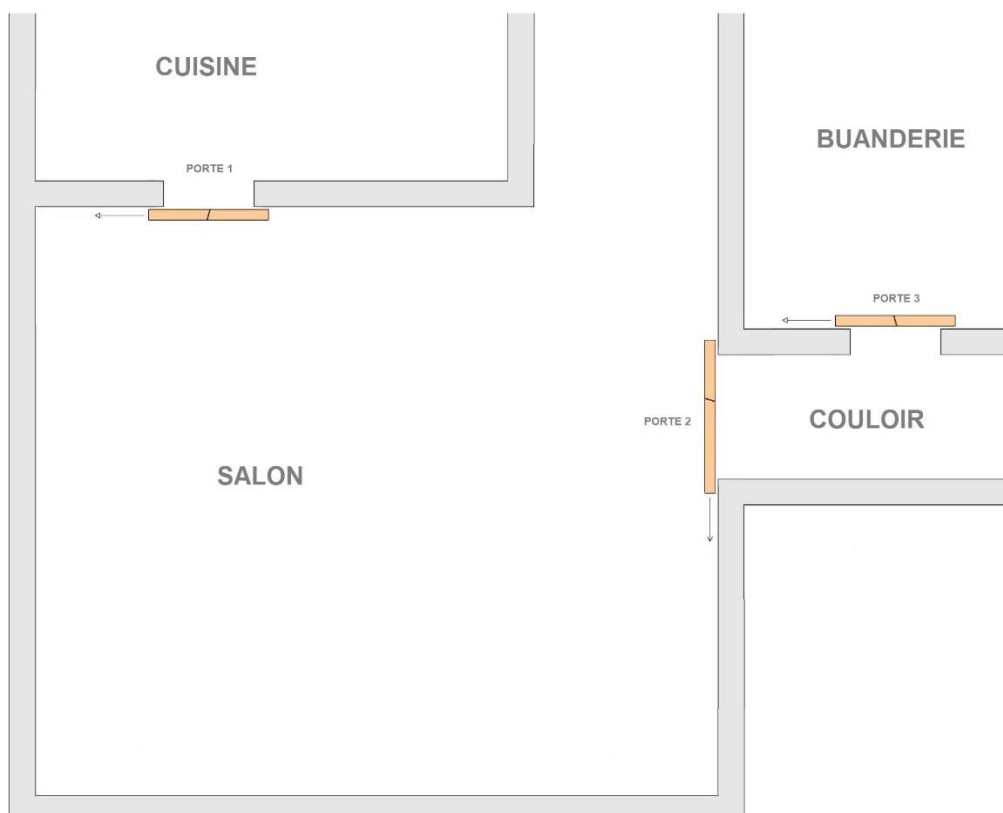 CUISINE
BUANDERIE
PORTE 1
PORTE 3
COULOIR
PORTE 2
SALON